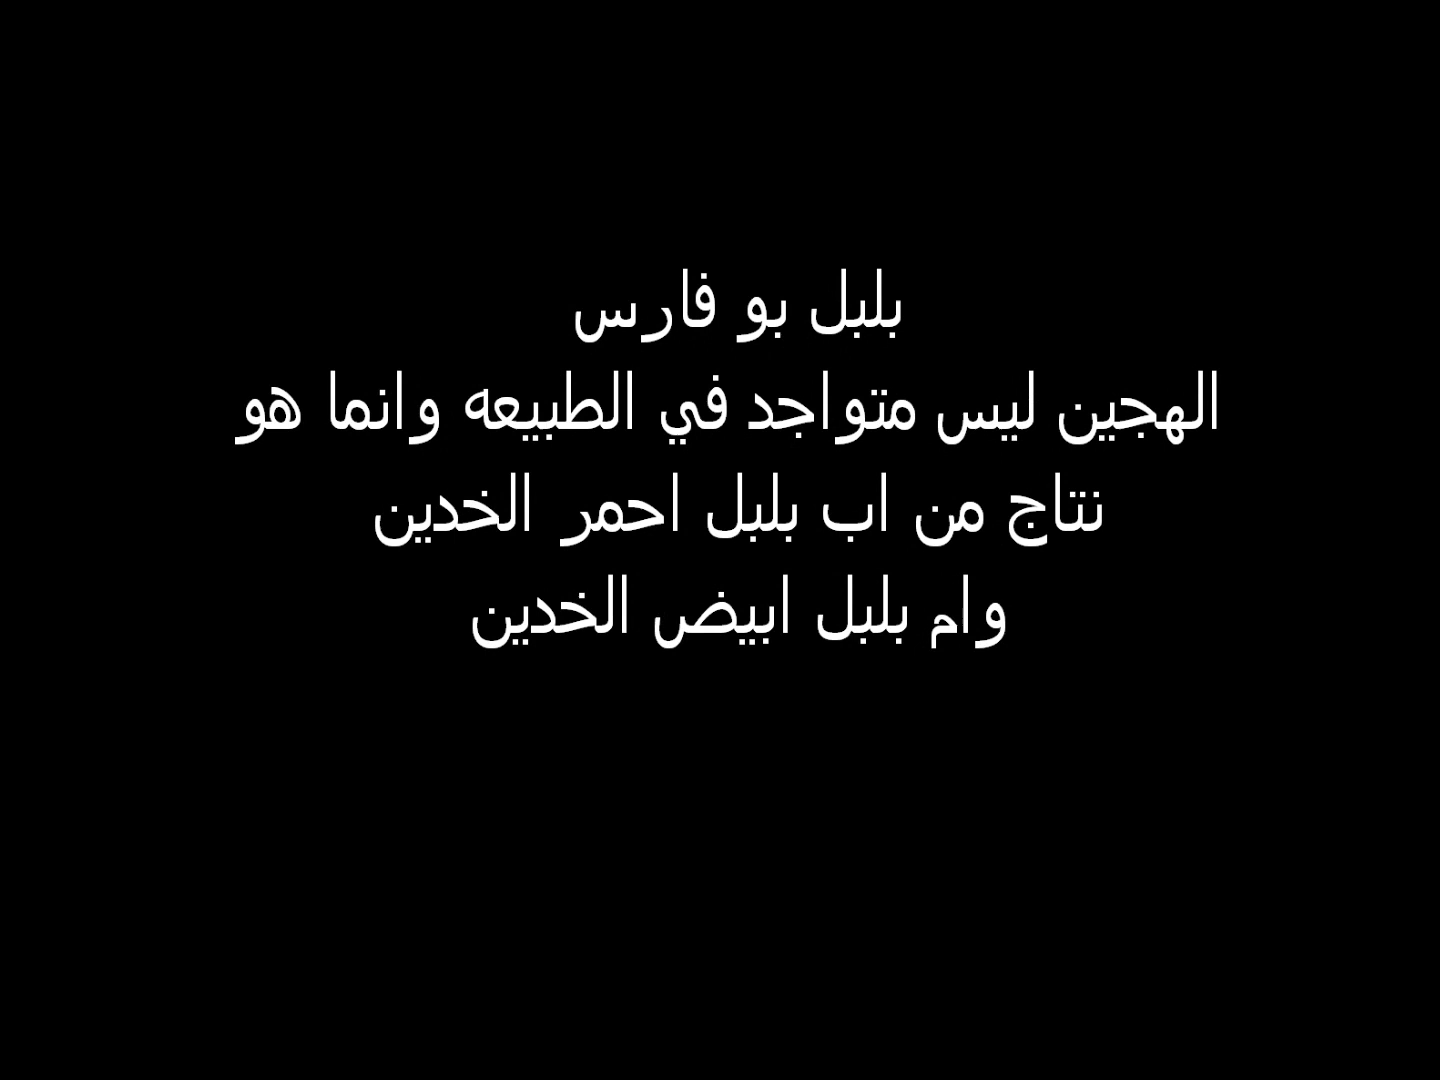 بلبل بو فارس
الهجين ليس متواجد في الطبيعه وانما هو
نتاج من اب بلبل احمر الخدين
وام بلبل ابيض الخدين